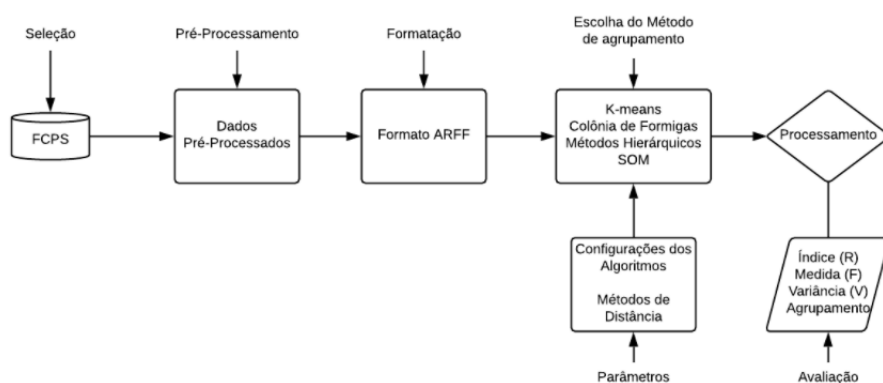 Seleção
Pré-Processamento
Formatação
Escolha do Método
de agrupamento
FCPS
Dados
Pré-Processados
Formato ARFF
K-means
Colônia de Formigas
Métodos Hierárquicos
SOM
Processamento
Configurações dos
Algoritmos
Métodos de
Distância
Índice (R)
Medida (F)
Variância (V)
Agrupamento
Parâmetros
Avaliação